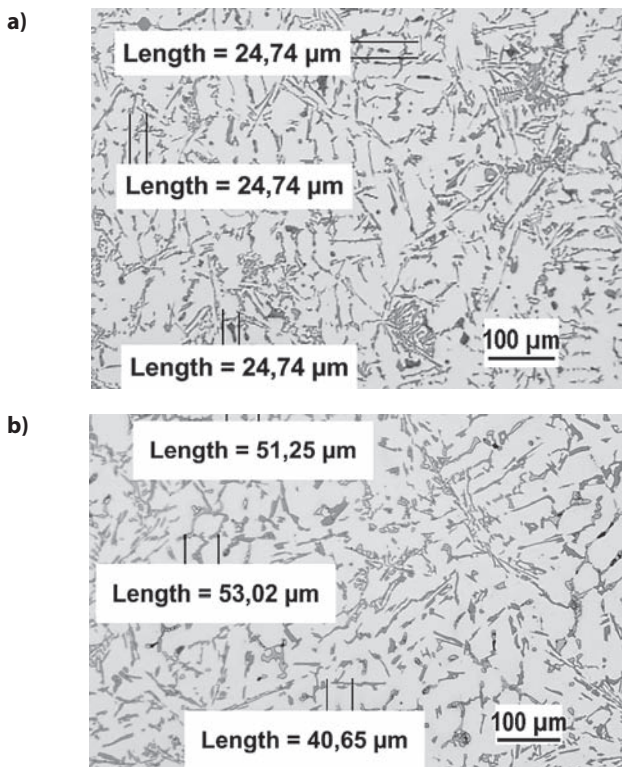 a)
Length = 24,74 µm
Length = 24,74 µm
100 µm
Length = 24,74 µm
b)
Length = 51,25 µm
Length = 53,02 µm
100 µm
Length = 40,65 µm